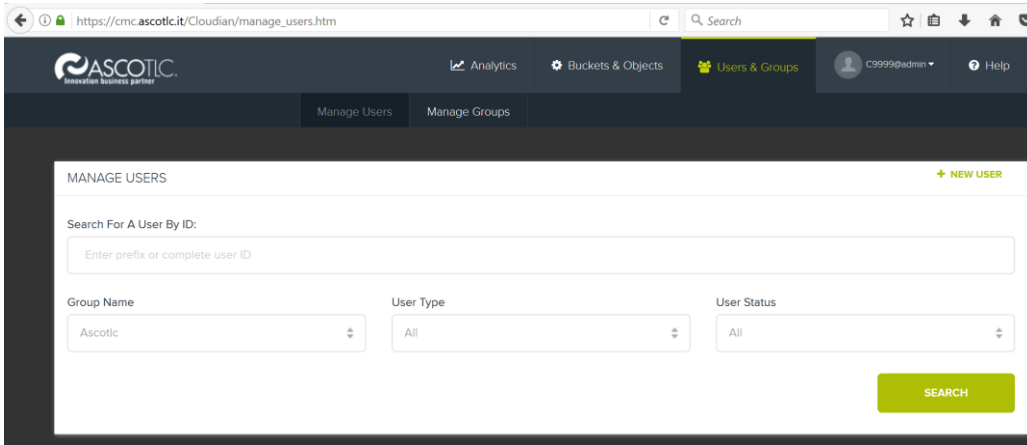 https://cmc.ascotlc.it/Cloudian/manage_users.htm Search
ASCOTLC.
Innovation business partner
Analytics Buckets & Objects Users & Groups C9999@admin Help
Manage Users Manage Groups
MANAGE USERS + NEW USER
Search For A User By ID:
Enter prefix or complete user ID
Group Name User Type User Status
Ascotlc All All
SEARCH